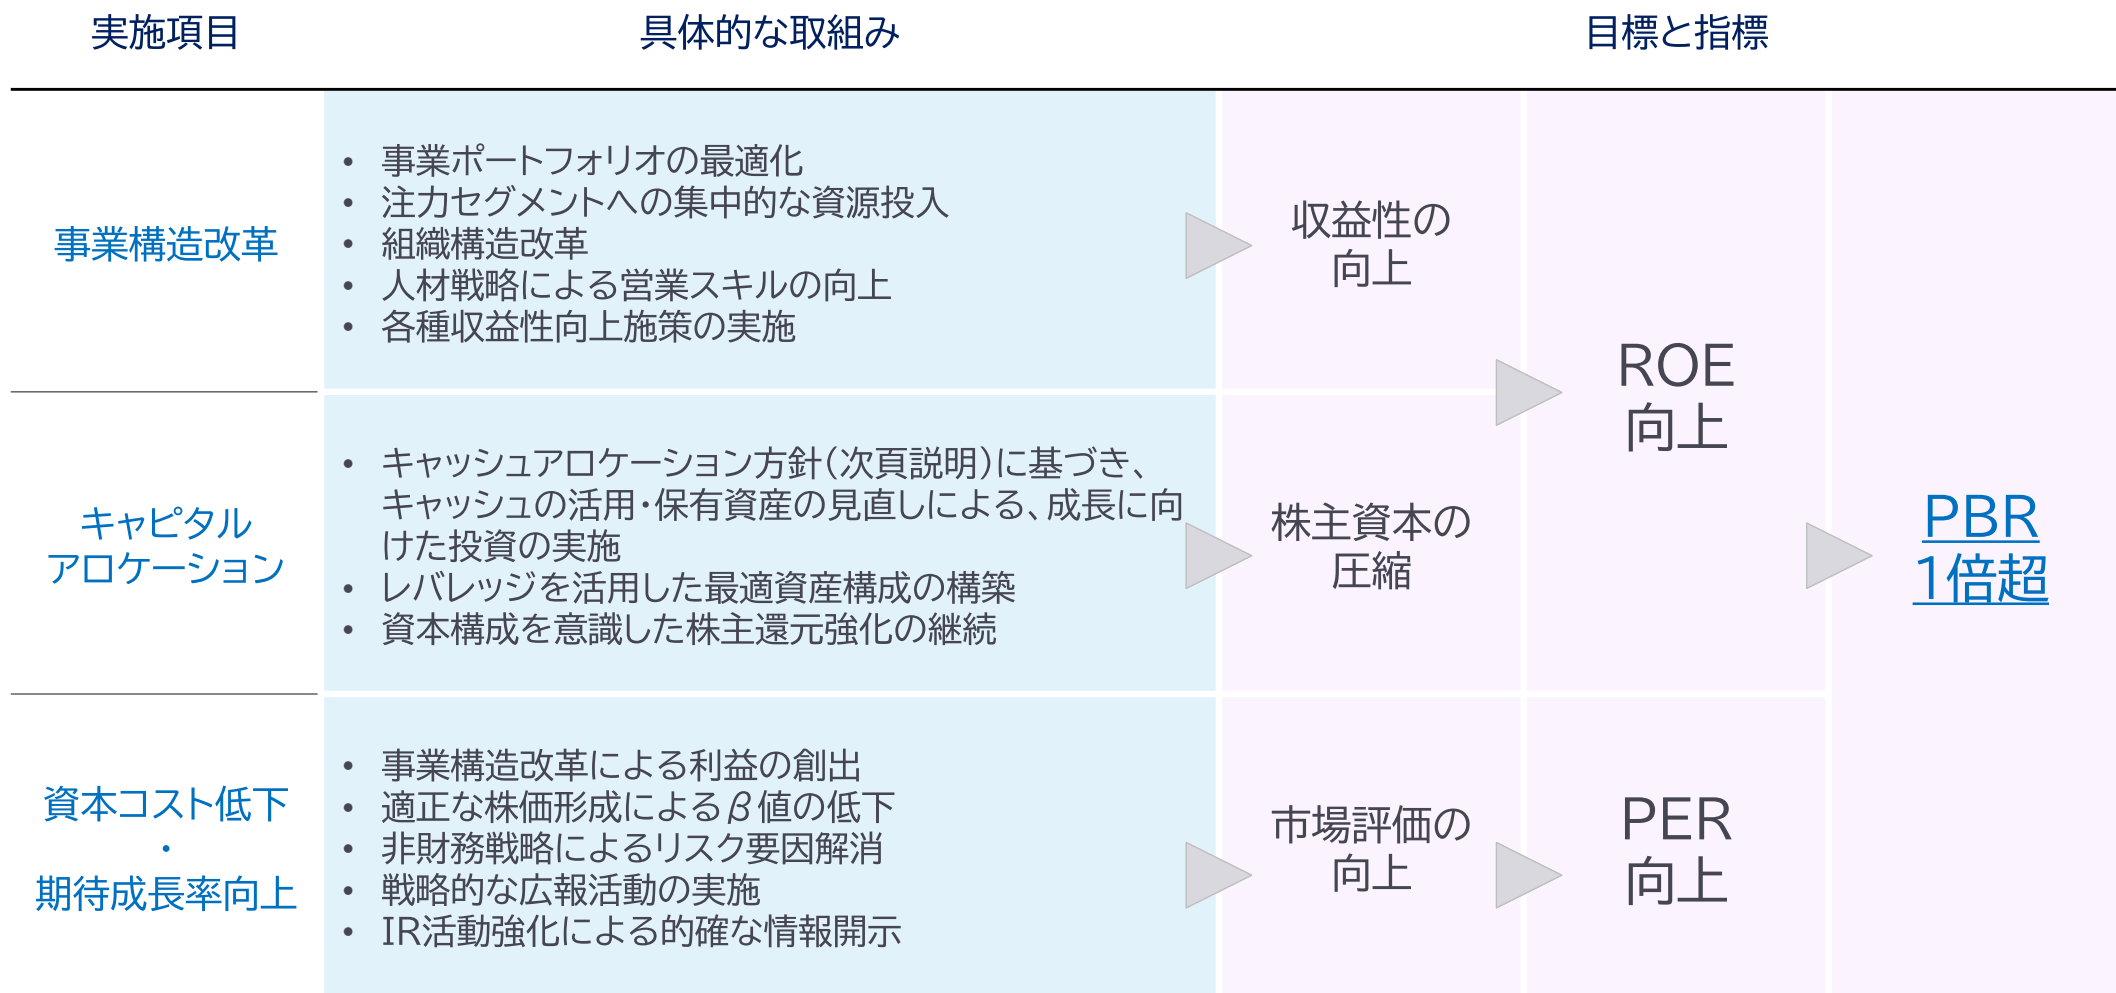 実施項目
具体的な取組み
目標と指標
事業構造改革
• 事業ポートフォリオの最適化
• 注力セグメントへの集中的な資源投入
• 組織構造改革
• 人材戦略による営業スキルの向上
• 各種収益性向上施策の実施
収益性の
向上
ROE
向上
キャピタル
アロケーション
• キャッシュアロケーション方針(次頁説明)に基づき、
キャッシュの活用・保有資産の見直しによる、成長に向
けた投資の実施
• レバレッジを活用した最適資産構成の構築
• 資本構成を意識した株主還元強化の継続
株主資本の
圧縮
PBR
1倍超
資本コスト低下
・
期待成長率向上
• 事業構造改革による利益の創出
• 適正な株価形成によるβ値の低下
• 非財務戦略によるリスク要因解消
• 戦略的な広報活動の実施
• IR活動強化による的確な情報開示
市場評価の
向上
PER
向上